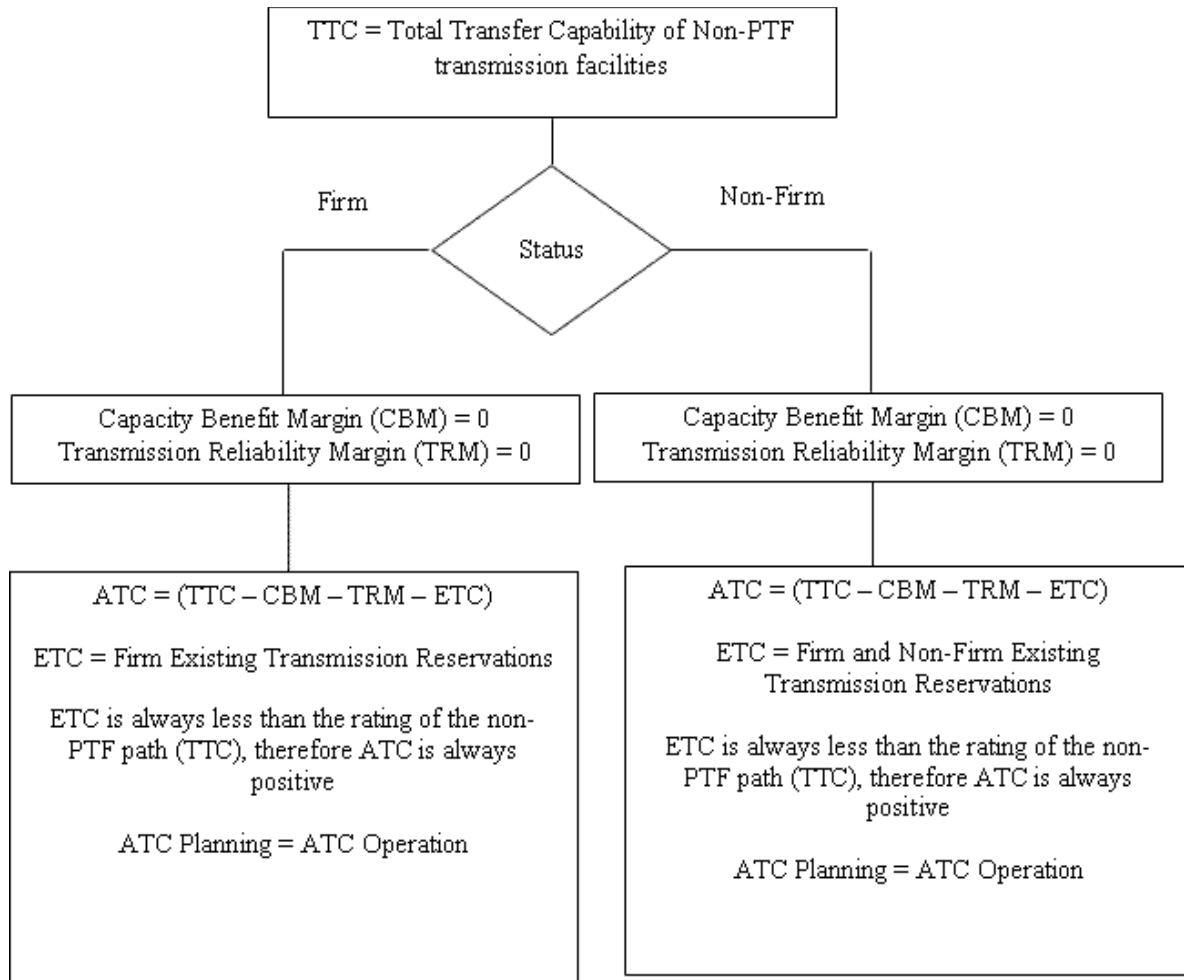 TTC = Total Transfer Capability of Non-PTF
transmission facilities
Firm
Non-Firm
Status
Capacity Benefit Margin (CBM) = 0
Transmission Reliability Margin (TRM) = 0
Capacity Benefit Margin (CBM) = 0
Transmission Reliability Margin (TRM) = 0
ATC = (TTC – CBM – TRM – ETC)
ETC = Firm Existing Transmission Reservations
ETC is always less than the rating of the non-
PTF path (TTC), therefore ATC is always
positive
ATC Planning = ATC Operation
ATC = (TTC – CBM – TRM – ETC)
ETC = Firm and Non-Firm Existing
Transmission Reservations
ETC is always less than the rating of the non-
PTF path (TTC), therefore ATC is always
positive
ATC Planning = ATC Operation